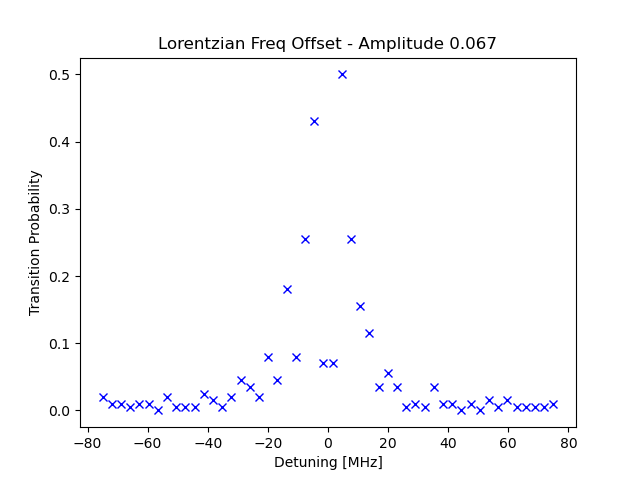 Lorentzian Freq Offset - Amplitude 0.067
Transition Probability
0.5
0.4
0.3
0.2
0.1
0.0
−80 −60 −40 −20 0 20 40 60 80
Detuning [MHz]